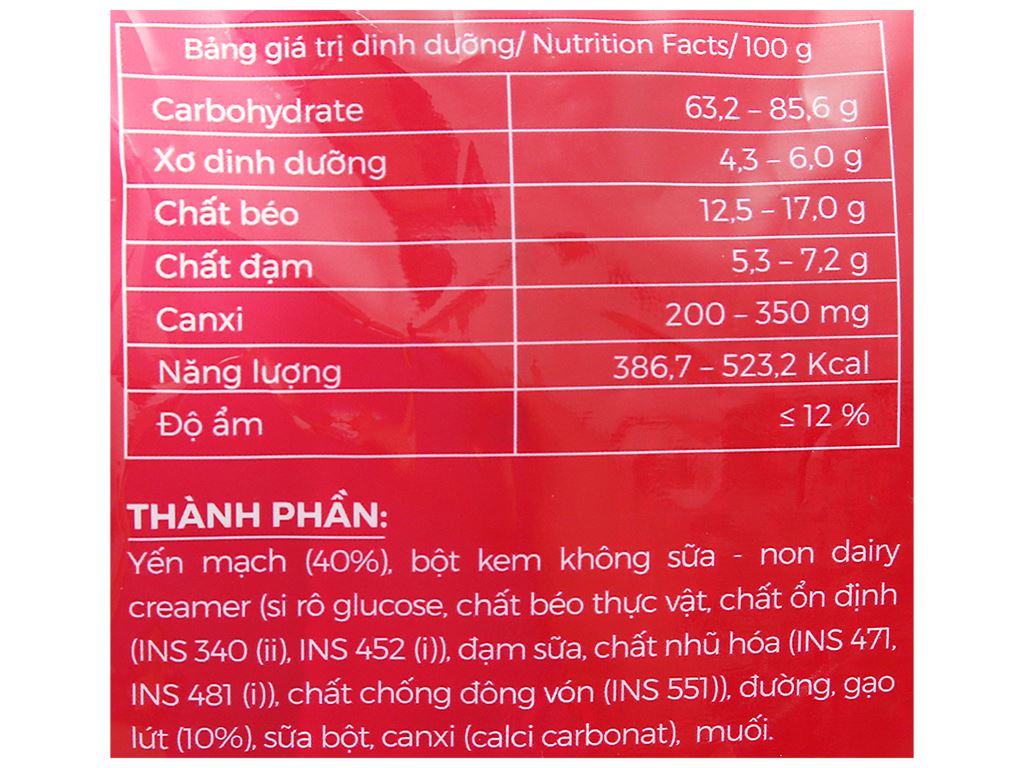 Bảng giá trị dinh dưỡng/ Nutrition Facts/ 100 g
Carbohydrate 63,2 – 85,6 g
Xơ dinh dưỡng 4,3 – 6,0 g
Chất béo 12,5 – 17,0 g
Chất đạm 5,3 – 7,2 g
Canxi 200 – 350 mg
Năng lượng 386,7 – 523,2 Kcal
Độ ẩm ≤ 12 %
THÀNH PHẦN:
Yến mạch (40%), bột kem không sữa - non dairy
creamer (si rô glucose, chất béo thực vật, chất ổn định
(INS 340 (ii), INS 452 (i)), đạm sữa, chất nhũ hóa (INS 471,
INS 481 (i)), chất chống đông vón (INS 551)), đường, gạo
lứt (10%), sữa bột, canxi (calci carbonat), muối.